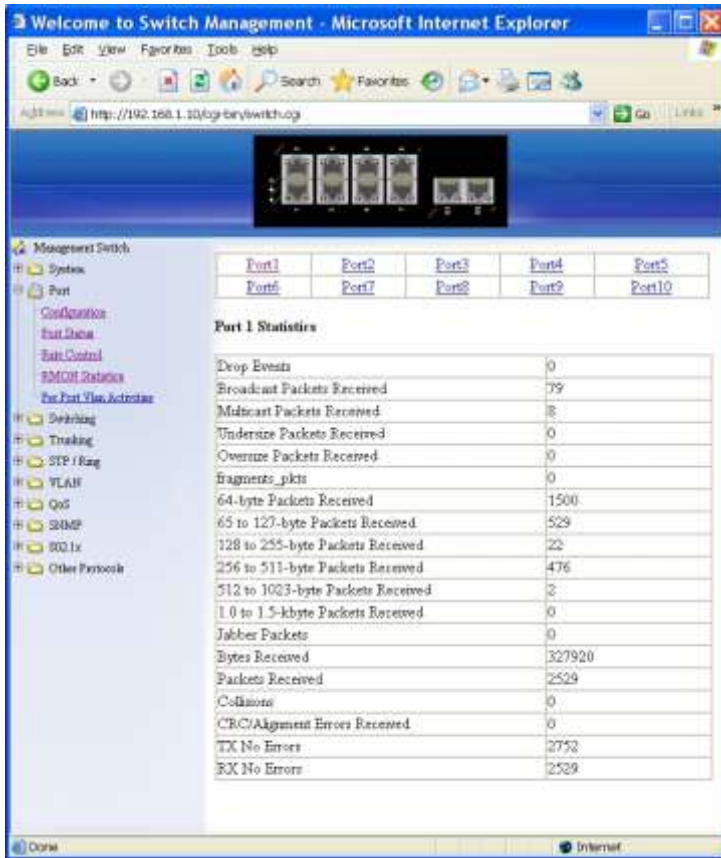 Welcome to Switch Management - Microsoft Internet Explorer
File Edit View Favorites Tools Help
Back Search Favorites
Address http://192.168.1.10/cgi-bin/switch.cgi Go Links »
Management Switch
System
Port
Configuration
Port Status
Rate Control
RMON Statistics
Per Port Vlan Activities
Switching
Trunking
STP / Ring
VLAN
QoS
SNMP
802.1x
Other Protocols
Port1 Port2 Port3 Port4 Port5
Port6 Port7 Port8 Port9 Port10
Port 1 Statistics
Drop Events 0
Broadcast Packets Received 79
Multicast Packets Received 8
Undersize Packets Received 0
Oversize Packets Received 0
fragments_pkts 0
64-byte Packets Received 1500
65 to 127-byte Packets Received 529
128 to 255-byte Packets Received 22
256 to 511-byte Packets Received 476
512 to 1023-byte Packets Received 2
1.0 to 1.5-kbyte Packets Received 0
Jabber Packets 0
Bytes Received 327920
Packets Received 2529
Collisions 0
CRC/Alignment Errors Received 0
TX No Errors 2752
RX No Errors 2529
Done Internet